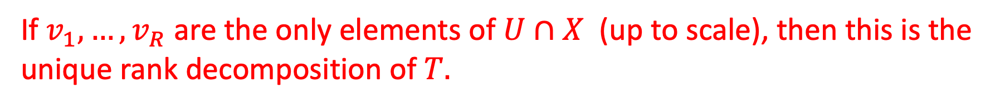 If 𝑣₁, … , 𝑣_R are the only elements of 𝑈 ∩ 𝑋 (up to scale), then this is the
unique rank decomposition of 𝑇.